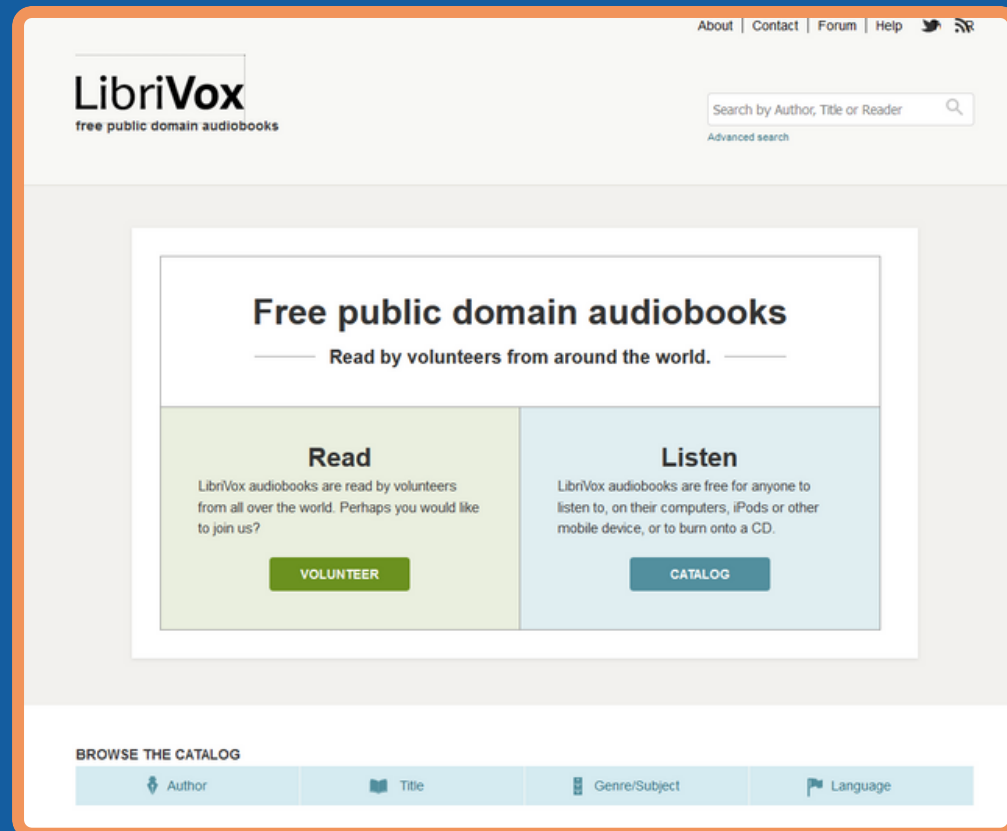 About | Contact | Forum | Help
LibriVox
free public domain audiobooks
Search by Author, Title or Reader
Advanced search
Free public domain audiobooks
Read by volunteers from around the world.
Read
LibriVox audiobooks are read by volunteers
from all over the world. Perhaps you would like
to join us?
VOLUNTEER
Listen
LibriVox audiobooks are free for anyone to
listen to, on their computers, iPods or other
mobile device, or to burn onto a CD.
CATALOG
BROWSE THE CATALOG
Author
Title
Genre/Subject
Language